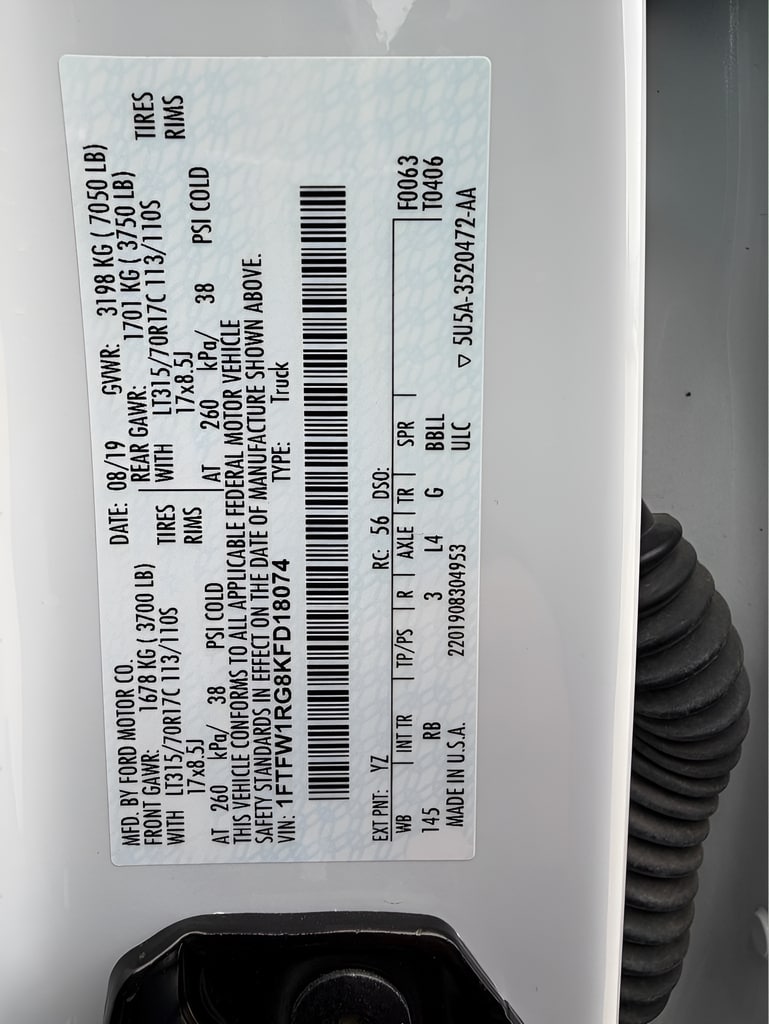 MFD. BY FORD MOTOR CO. DATE: 08/19 GVWR: 3198 KG ( 7050 LB)
FRONT GAWR: 1678 KG ( 3700 LB) REAR GAWR: 1701 KG ( 3750 LB)
WITH LT315/70R17C 113/110S TIRES WITH LT315/70R17C 113/110S TIRES
17x8.5J RIMS 17x8.5J RIMS
AT 260 kPa/ 38 PSI COLD AT 260 kPa/ 38 PSI COLD
THIS VEHICLE CONFORMS TO ALL APPLICABLE FEDERAL MOTOR VEHICLE
SAFETY STANDARDS IN EFFECT ON THE DATE OF MANUFACTURE SHOWN ABOVE.
VIN: 1FTFW1RG8KFD18074 TYPE: Truck
EXT PNT: YZ RC: 56 DSO:
WB INT TR TP/PS R AXLE TR SPR F0063
145 RB 3 L4 G BBLL T0406
MADE IN U.S.A. 2201908304953 ULC ▽ 5U5A-3520472-AA